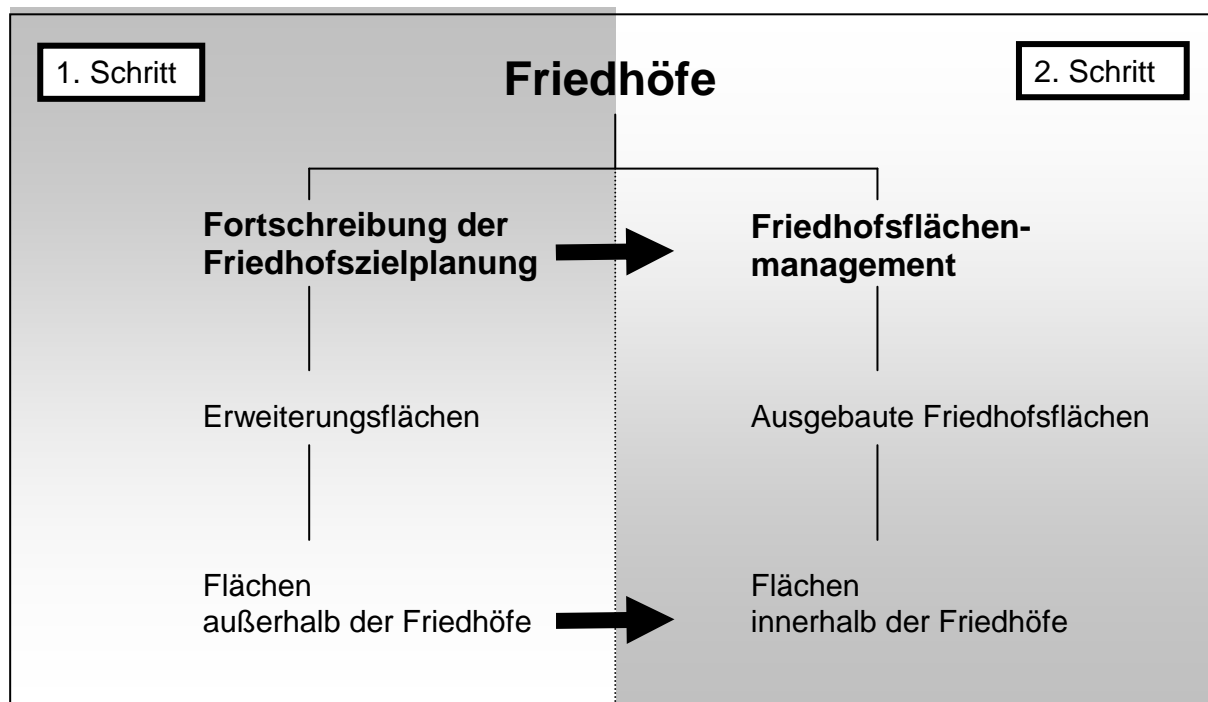 1. Schritt
Friedhöfe
2. Schritt
Fortschreibung der
Friedhofszielplanung
Friedhofsflächen-
management
Erweiterungsflächen
Ausgebaute Friedhofsflächen
Flächen
außerhalb der Friedhöfe
Flächen
innerhalb der Friedhöfe